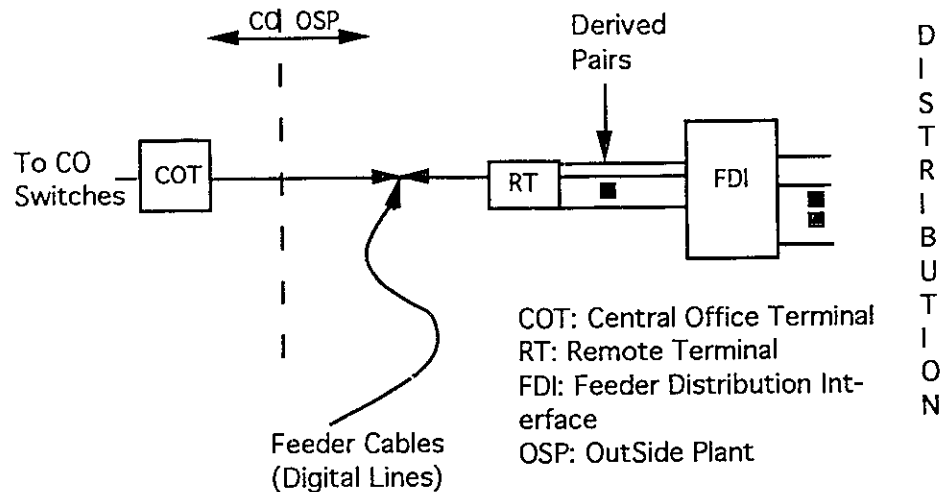 CO OSP
Derived
Pairs
To CO
Switches
COT
RT
FDI
D
I
S
T
R
I
B
U
T
I
O
N
COT: Central Office Terminal
RT: Remote Terminal
FDI: Feeder Distribution Int-
erface
OSP: OutSide Plant
Feeder Cables
(Digital Lines)